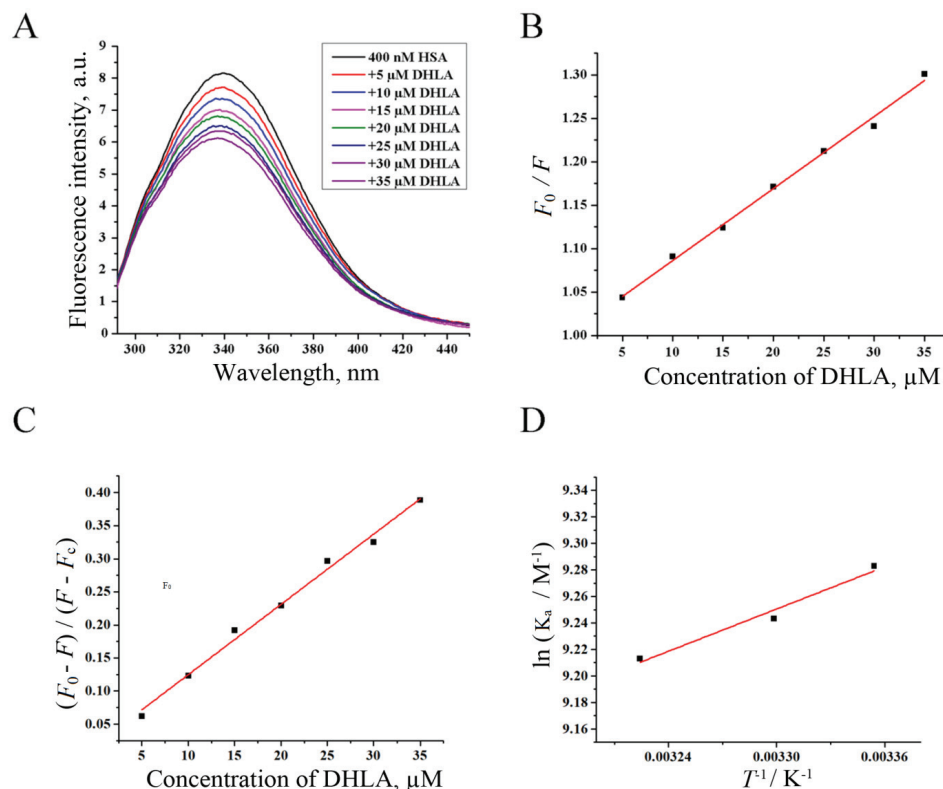 A
Fluorescence intensity, a.u.
9
8
7
6
5
4
3
2
1
0
300 320 340 360 380 400 420 440
Wavelength, nm
400 nM HSA
+5 µM DHLA
+10 µM DHLA
+15 µM DHLA
+20 µM DHLA
+25 µM DHLA
+30 µM DHLA
+35 µM DHLA
B
F₀ / F
1.30
1.25
1.20
1.15
1.10
1.05
1.00
5 10 15 20 25 30 35
Concentration of DHLA, µM
C
(F₀ - F) / (F - Fc)
0.40
0.35
0.30
0.25
0.20
0.15
0.10
0.05
F₀
5 10 15 20 25 30 35
Concentration of DHLA, µM
D
ln (Kₐ / M⁻¹)
9.34
9.32
9.30
9.28
9.26
9.24
9.22
9.20
9.18
9.16
0.00324 0.00330 0.00336
T⁻¹ / K⁻¹